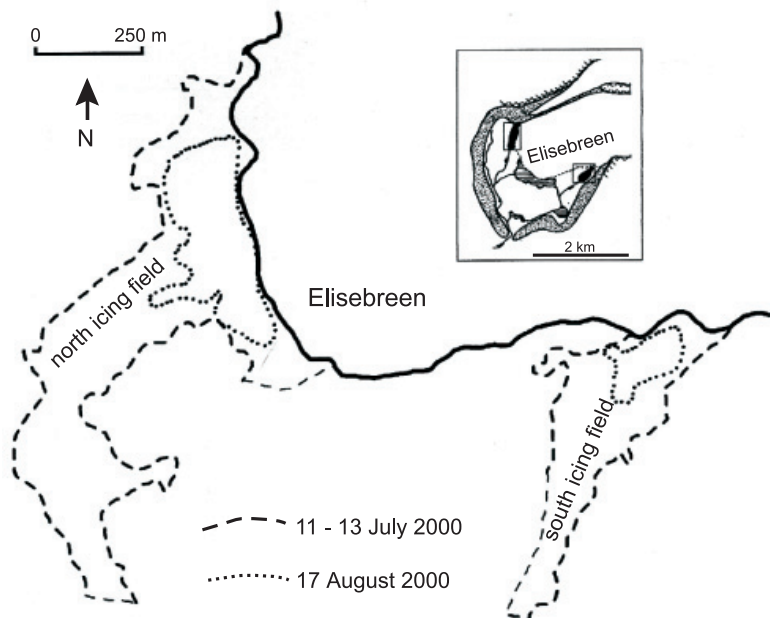 0 250 m
N
Elisebreen
2 km
north icing field
Elisebreen
south icing field
11 - 13 July 2000
17 August 2000